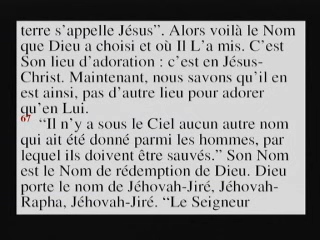 terre s’appelle Jésus”. Alors voilà le Nom
que Dieu a choisi et où Il L’a mis. C’est
Son lieu d’adoration : c’est en Jésus-
Christ. Maintenant, nous savons qu’il en
est ainsi, pas d’autre lieu pour adorer
qu’en Lui.
67 “Il n’y a sous le Ciel aucun autre nom
qui ait été donné parmi les hommes, par
lequel ils doivent être sauvés.” Son Nom
est le Nom de rédemption de Dieu. Dieu
porte le nom de Jéhovah-Jiré, Jéhovah-
Rapha, Jéhovah-Jiré. “Le Seigneur